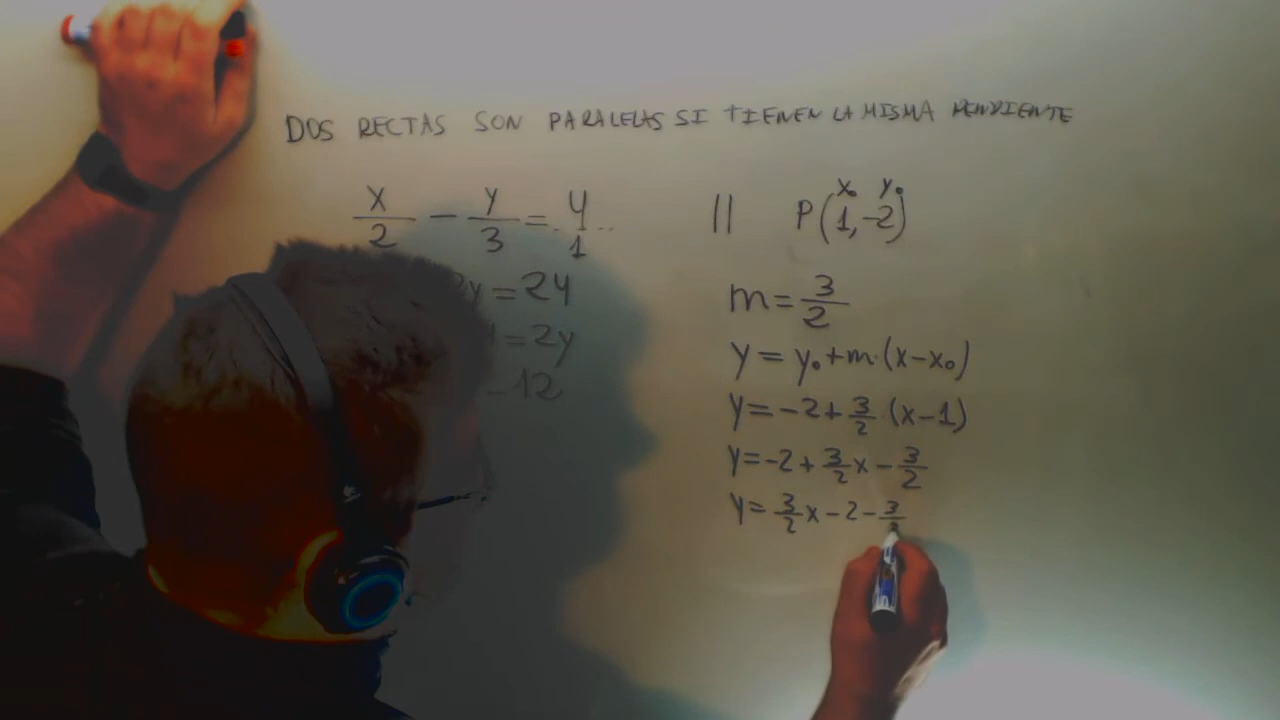 DOS RECTAS SON PARALELAS SI TIENEN LA MISMA PENDIENTE
x/2 - y/3 = 4/1 || P(1,-2)
x₀ y₀
y = 24
= 2y
-12
m = 3/2
y = y₀ + m·(x-x₀)
y = -2 + 3/2·(x-1)
y = -2 + 3/2x - 3/2
y = 3/2x - 2 - 3/2